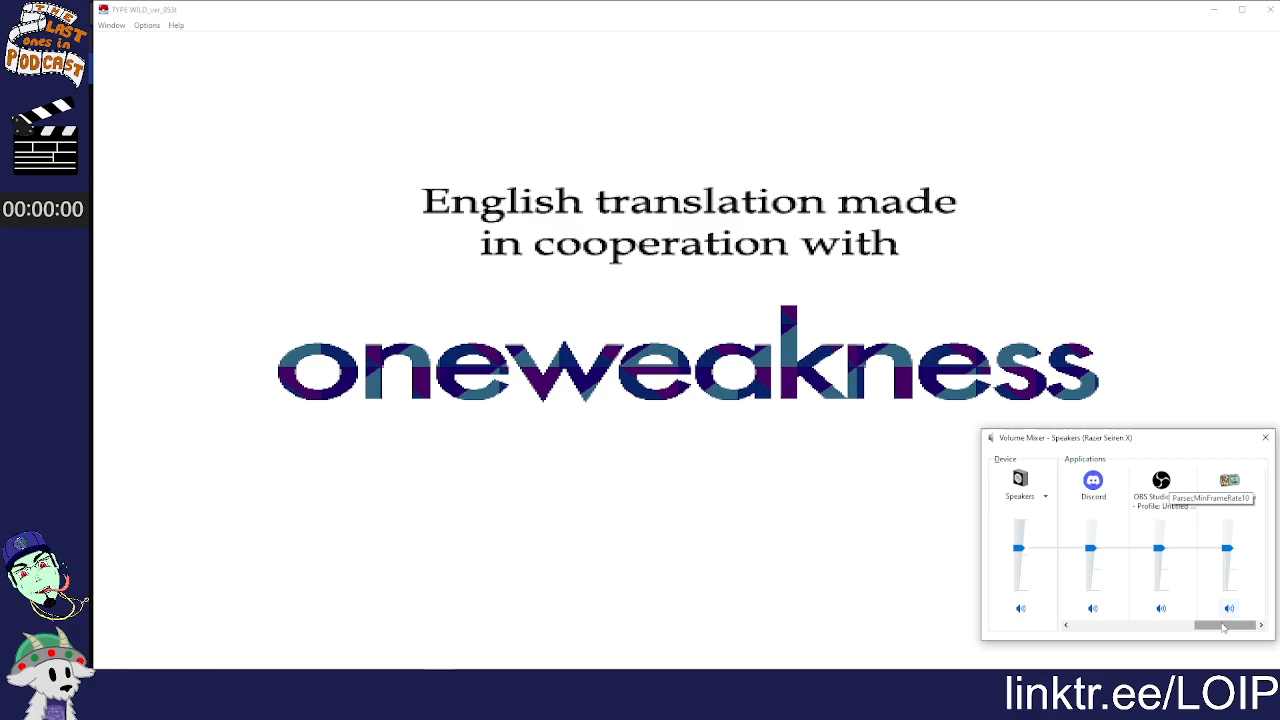 THE LAST
ones in
PODCAST
00:00:00
TYPE WILD_ver_053t
Window Options Help
English translation made
in cooperation with
oneweakness
Volume Mixer - Speakers (Razer Seiren X)
Device
Applications
Speakers
Discord
OBS Studio
- Profile: Untitled ...
ParsecMinFrameRate10
linktr.ee/LOIP